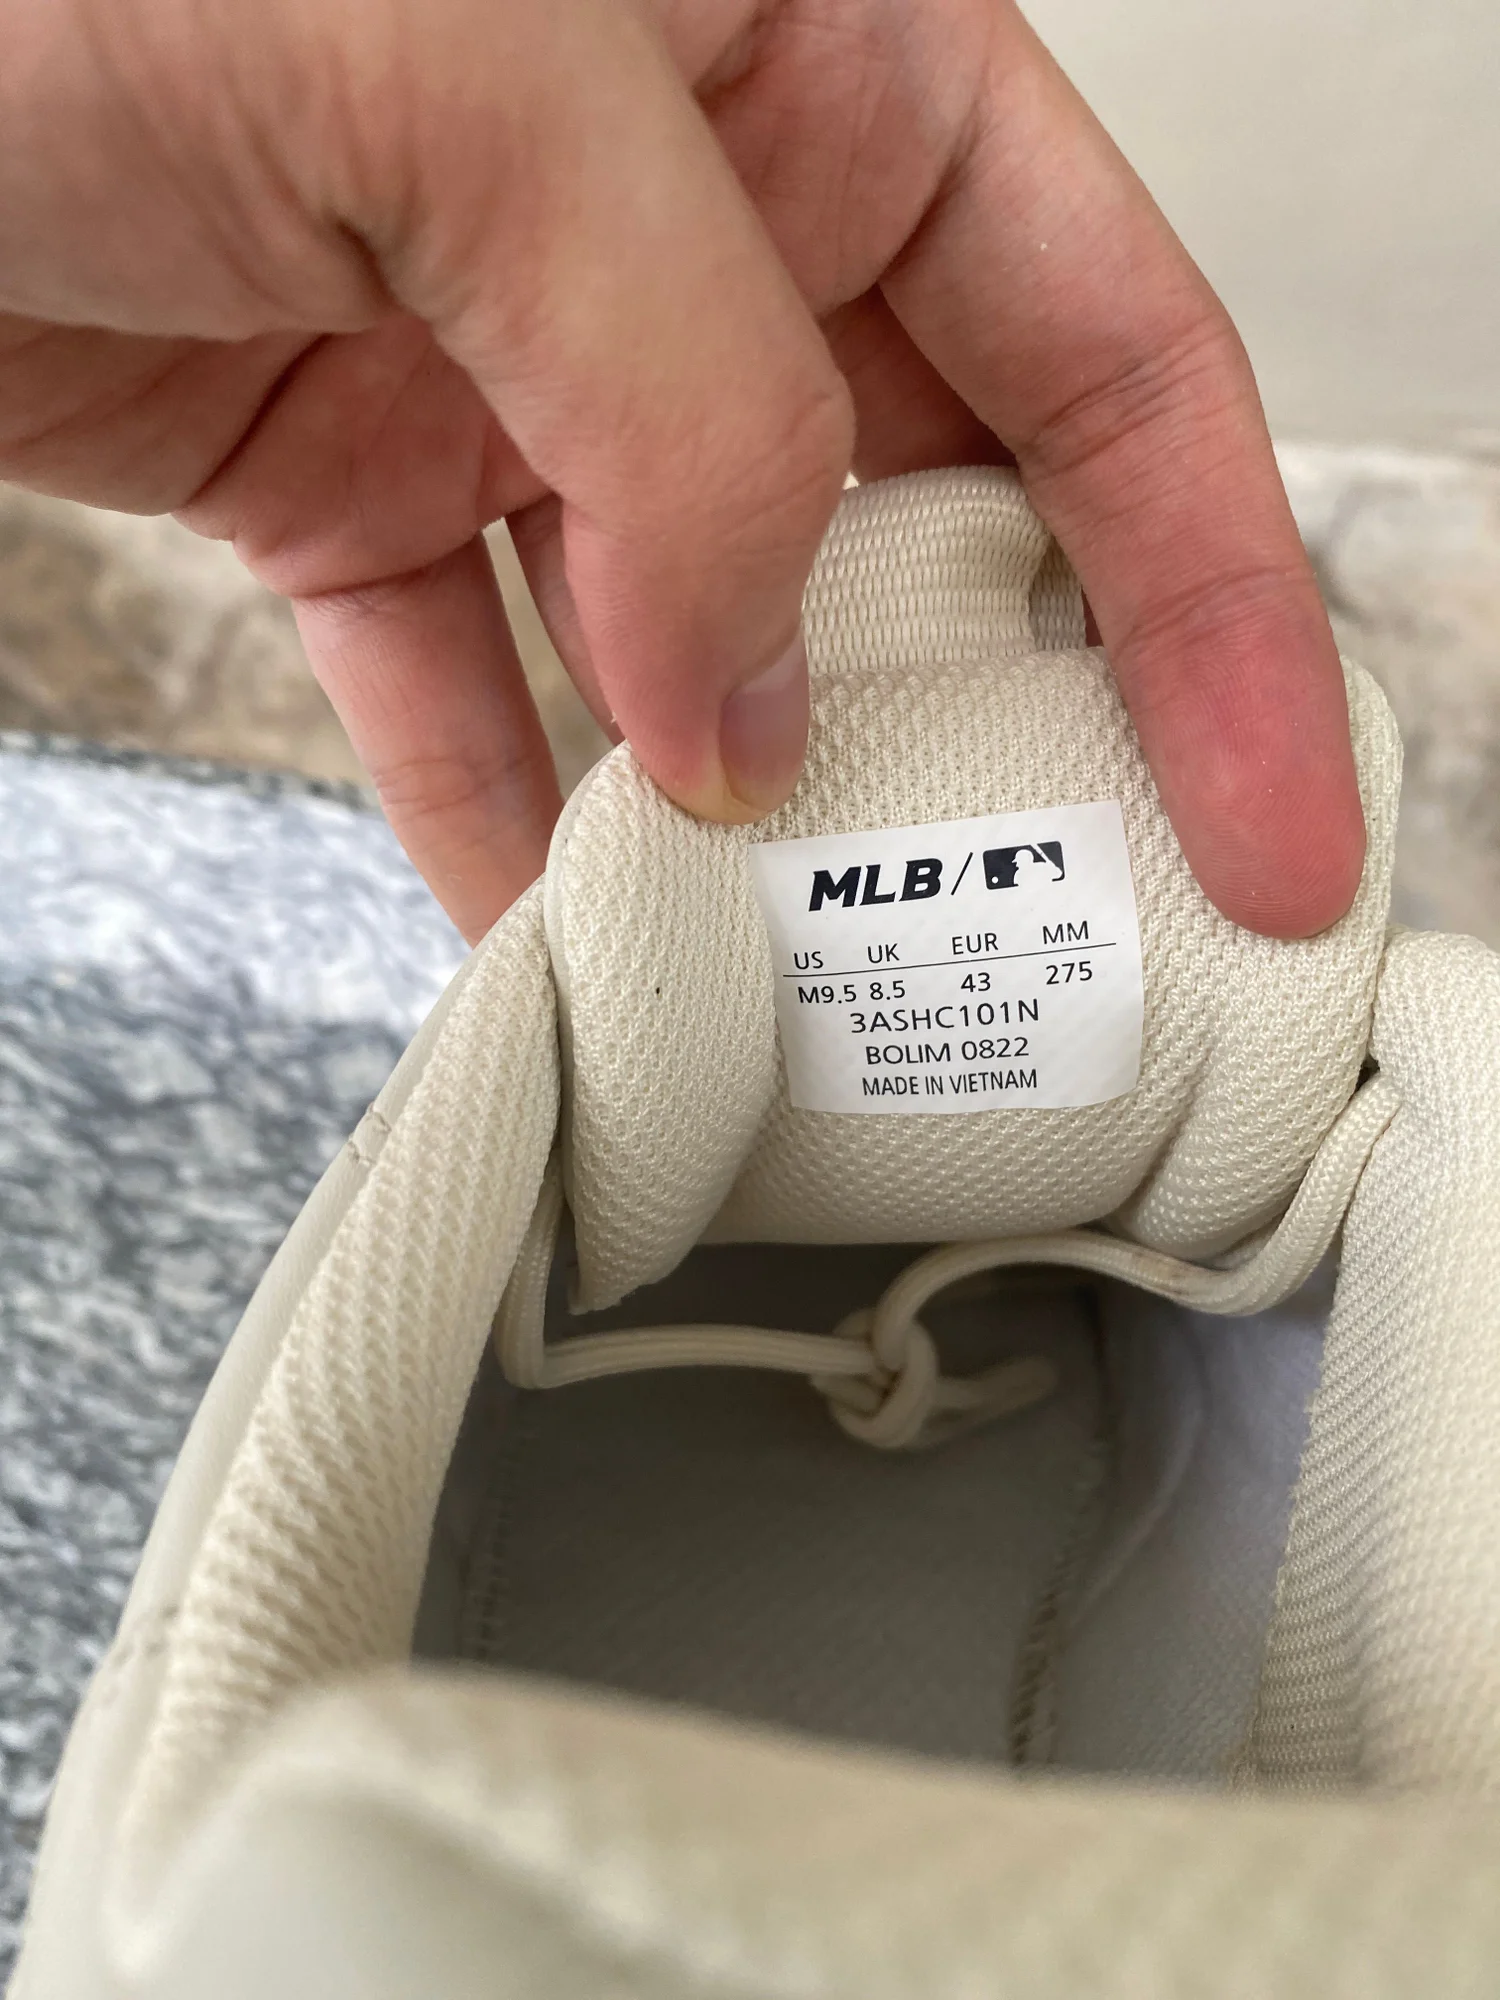 MLB/
US UK EUR MM
M9.5 8.5 43 275
3ASHC101N
BOLIM 0822
MADE IN VIETNAM